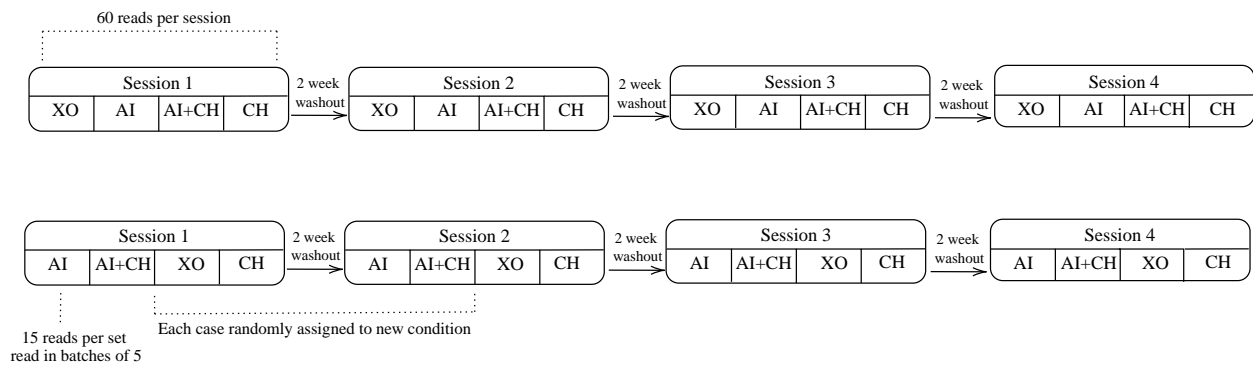 60 reads per session
Session 1
XO AI AI+CH CH
2 week
washout
Session 2
XO AI AI+CH CH
2 week
washout
Session 3
XO AI AI+CH CH
2 week
washout
Session 4
XO AI AI+CH CH
Session 1
AI AI+CH XO CH
2 week
washout
Session 2
AI AI+CH XO CH
2 week
washout
Session 3
AI AI+CH XO CH
2 week
washout
Session 4
AI AI+CH XO CH
15 reads per set
read in batches of 5
Each case randomly assigned to new condition